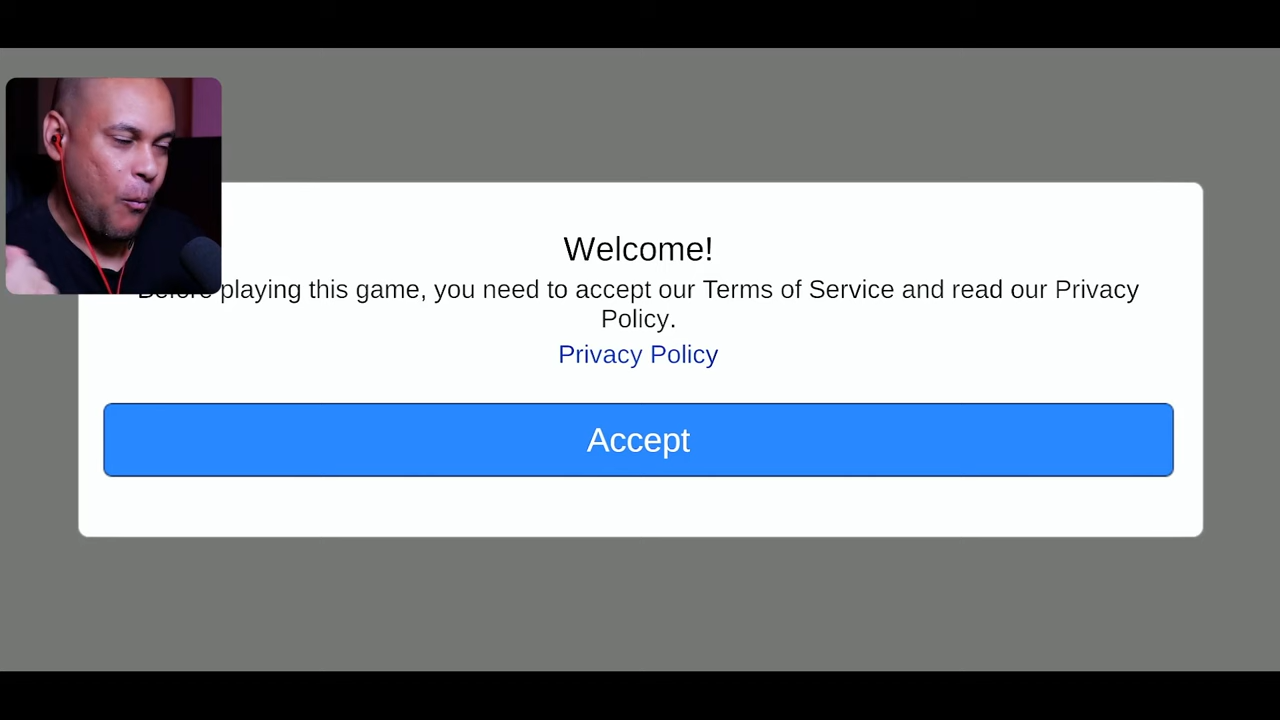 Welcome!
Before playing this game, you need to accept our Terms of Service and read our Privacy
Policy.
Privacy Policy
Accept